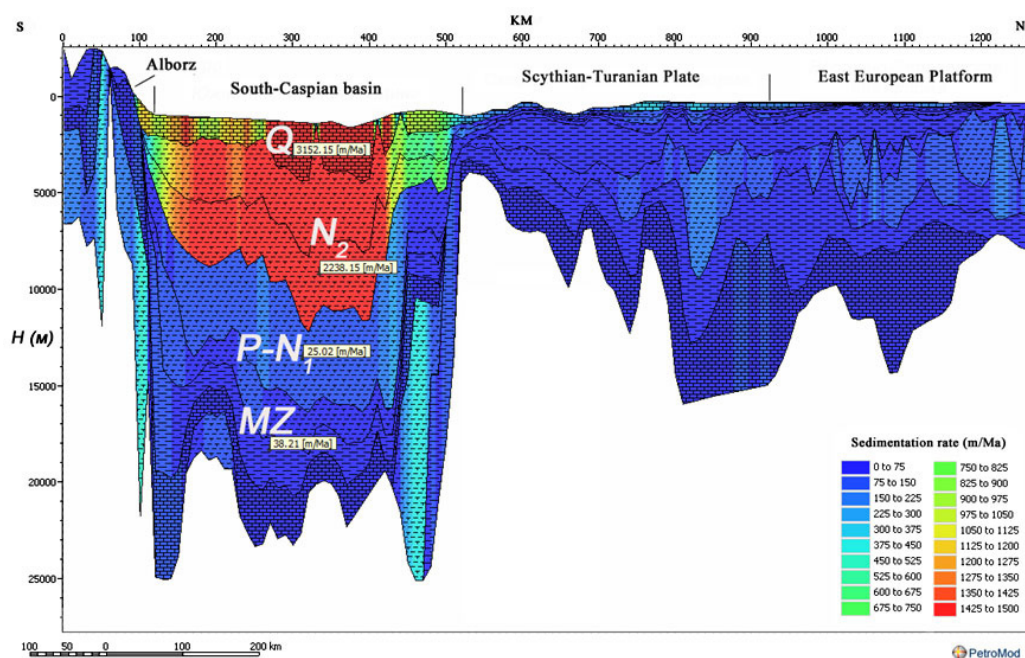 S
KM
N
0 100 200 300 400 500 600 700 800 900 1000 1100 1200
Alborz
South-Caspian basin
Scythian-Turanian Plate
East European Platform
0
5000
10000
15000
20000
25000
H (м)
Q
3152.15 [m/Ma]
N2
2238.15 [m/Ma]
P-N1
25.02 [m/Ma]
MZ
38.21 [m/Ma]
Sedimentation rate (m/Ma)
0 to 75 750 to 825
75 to 150 825 to 900
150 to 225 900 to 975
225 to 300 975 to 1050
300 to 375 1050 to 1125
375 to 450 1125 to 1200
450 to 525 1200 to 1275
525 to 600 1275 to 1350
600 to 675 1350 to 1425
675 to 750 1425 to 1500
100 50 0 100 200 km
PetroMod